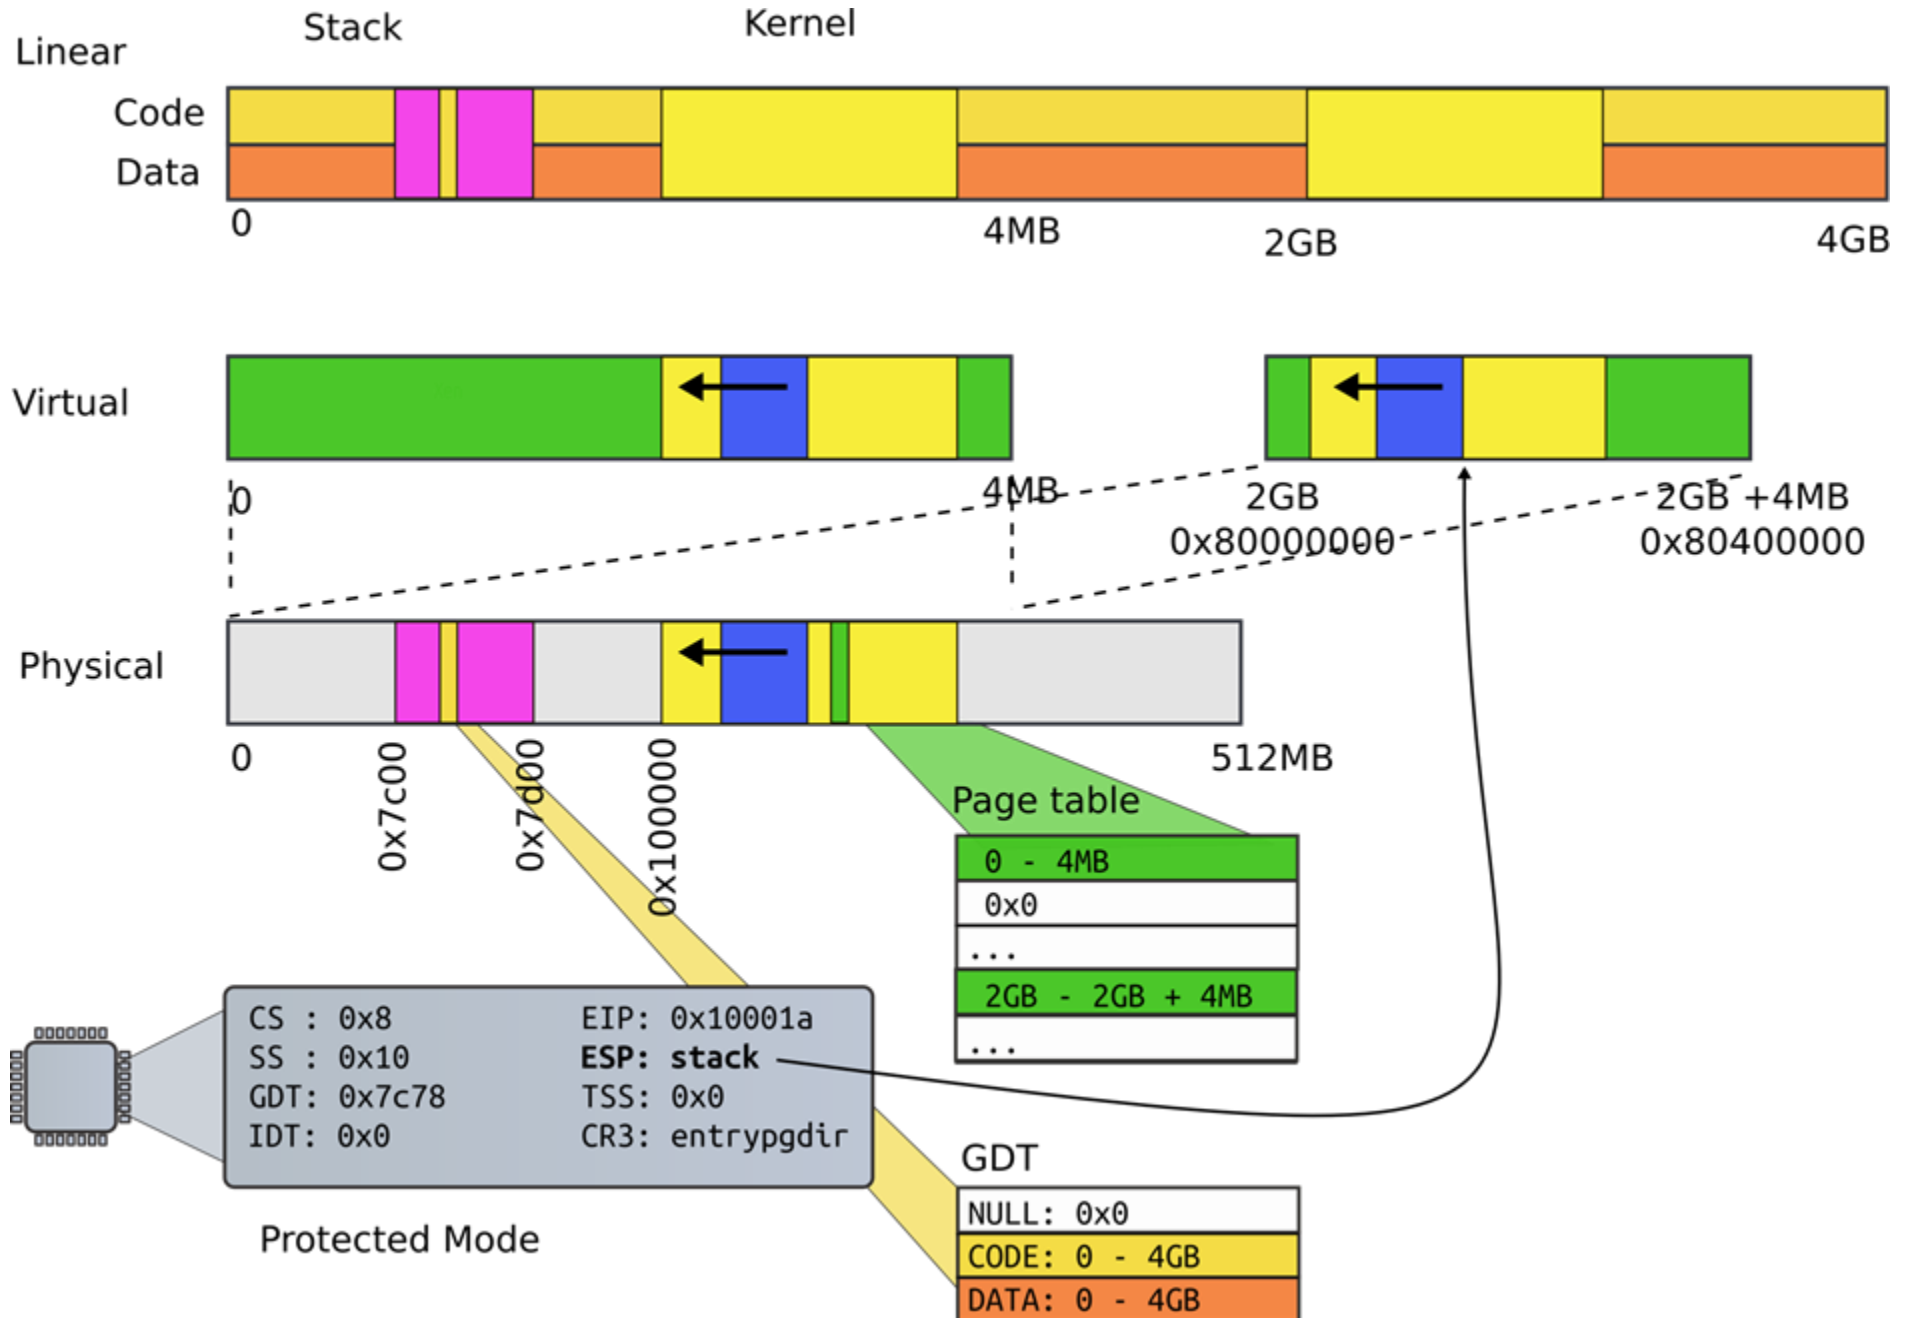 Stack
Kernel
Linear
Code
Data
0
4MB
2GB
4GB
Virtual
0
4MB
2GB
0x80000000
2GB +4MB
0x80400000
Physical
0
0x7c00
0x7d00
0x100000
512MB
Page table
0 - 4MB
0x0
...
2GB - 2GB + 4MB
...
CS : 0x8
EIP: 0x10001a
SS : 0x10
ESP: stack
GDT: 0x7c78
TSS: 0x0
IDT: 0x0
CR3: entrypgdir
Protected Mode
GDT
NULL: 0x0
CODE: 0 - 4GB
DATA: 0 - 4GB